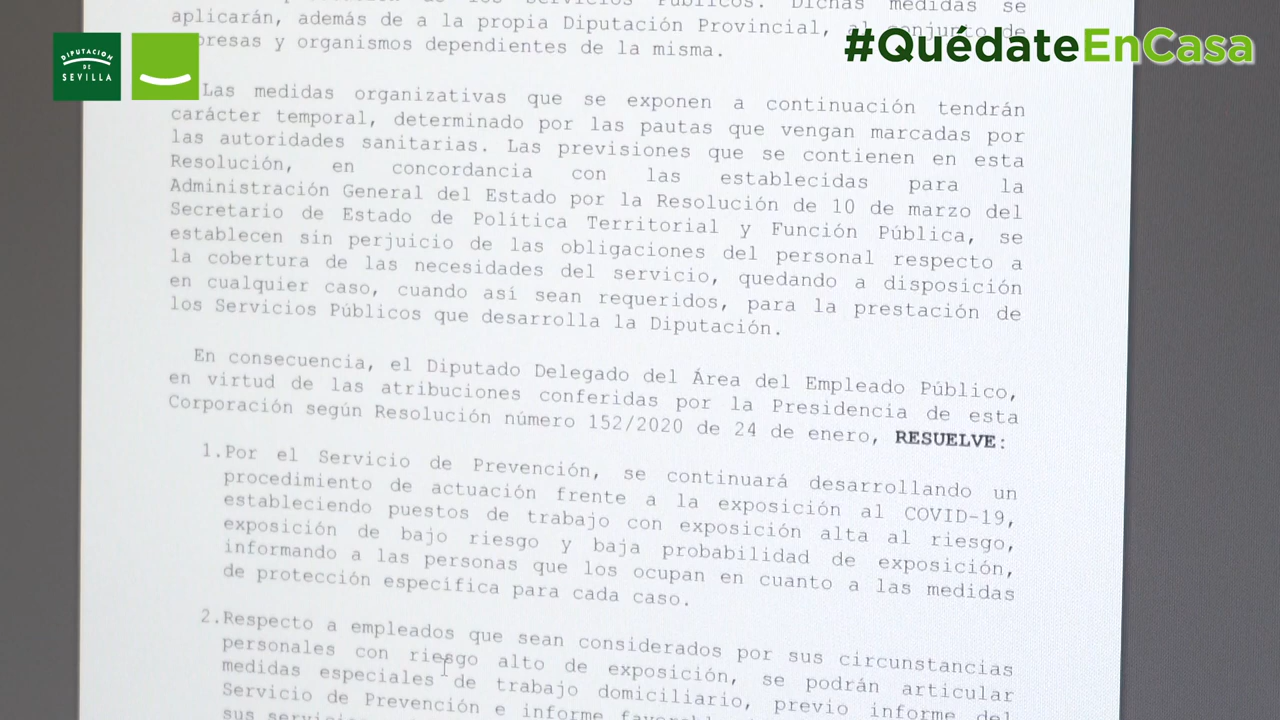 Servicios Públicos. Dichas medidas se
aplicarán, además de a la propia Diputación Provincial, al conjunto de
presas y organismos dependientes de la misma.
#QuédateEnCasa
DIPUTACIÓN
DE
SEVILLA
Las medidas organizativas que se exponen a continuación tendrán
carácter temporal, determinado por las pautas que vengan marcadas por
las autoridades sanitarias. Las previsiones que se contienen en esta
Resolución, en concordancia con las establecidas para la
Administración General del Estado por la Resolución de 10 de marzo del
Secretario de Estado de Política Territorial y Función Pública, se
establecen sin perjuicio de las obligaciones del personal respecto a
la cobertura de las necesidades del servicio, quedando a disposición
en cualquier caso, cuando así sean requeridos, para la prestación de
los Servicios Públicos que desarrolla la Diputación.
En consecuencia, el Diputado Delegado del Área del Empleado Público,
en virtud de las atribuciones conferidas por la Presidencia de esta
Corporación según Resolución número 152/2020 de 24 de enero, RESUELVE:
1.Por el Servicio de Prevención, se continuará desarrollando un
procedimiento de actuación frente a la exposición al COVID-19,
estableciendo puestos de trabajo con exposición alta al riesgo,
exposición de bajo riesgo y baja probabilidad de exposición,
informando a las personas que los ocupan en cuanto a las medidas
de protección específica para cada caso.
2.Respecto a empleados que sean considerados por sus circunstancias
personales con riesgo alto de exposición, se podrán articular
medidas especiales de trabajo domiciliario, previo informe del
Servicio de Prevención e informe
sus